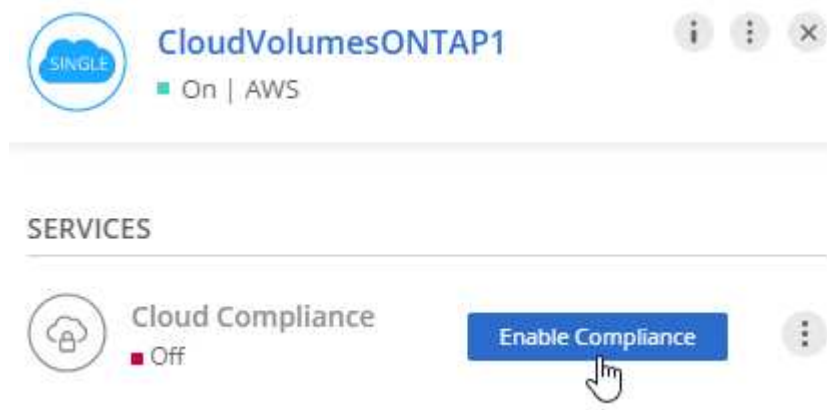 SINGLE
CloudVolumesONTAP1
On | AWS
SERVICES
Cloud Compliance
Off
Enable Compliance